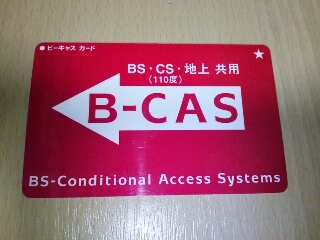 ● ビーキャス カード
BS・CS・地上 共用
(110度)
B-CAS
BS-Conditional Access Systems